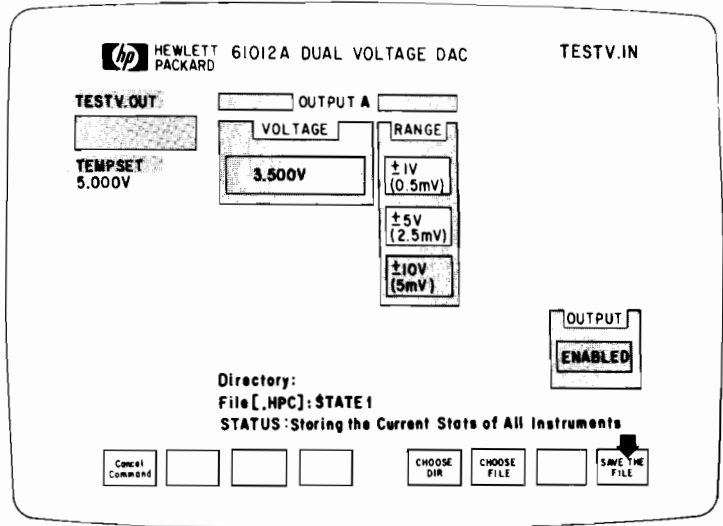 hp HEWLETT PACKARD 61012A DUAL VOLTAGE DAC TESTV.IN
TESTV.OUT
TEMPSET
5.000V
OUTPUT A
VOLTAGE
3.500V
RANGE
±1V
(0.5mV)
±5V
(2.5mV)
±10V
(5mV)
OUTPUT
ENABLED
Directory:
File[.HPC]:STATE1
STATUS:Storing the Current Stats of All Instruments
Cancel
Command
CHOOSE
DIR
CHOOSE
FILE
SAVE THE
FILE